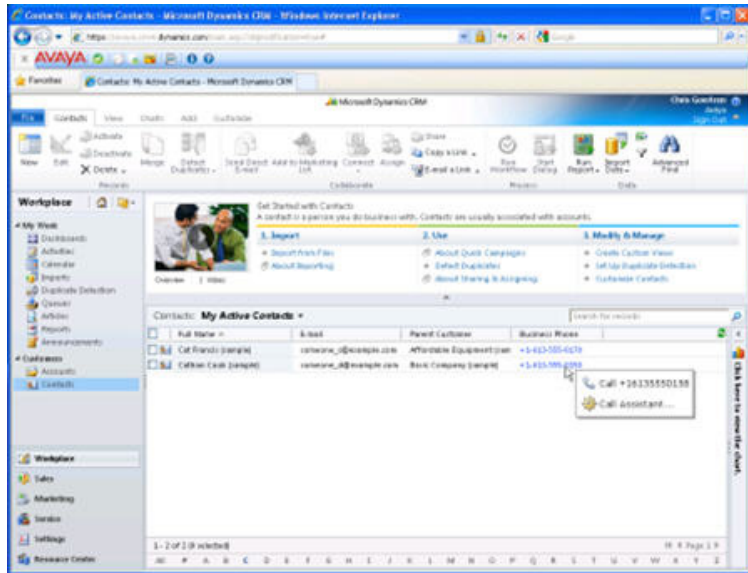 Contacts: My Active Contacts - Microsoft Dynamics CRM - Windows Internet Explorer
AVAYA
Favorites Contacts: My Active Contacts - Microsoft Dynamics CRM
Microsoft Dynamics CRM
Chris Goodson
Avaya
Sign Out
File Contacts View Charts Add Customize
New Edit Activate Deactivate Delete
Merge Detect Duplicates Send Direct E-mail Add to Marketing List Connect Assign
Share
Copy a Link
E-mail a Link
Run Workflow Start Dialog Run Report Import Data Advanced Find
Records Collaborate Process Data
Workplace
My Work
Dashboards
Activities
Calendar
Imports
Duplicate Detection
Queues
Articles
Reports
Announcements
Customers
Accounts
Contacts
Workplace
Sales
Marketing
Service
Settings
Resource Center
Get Started with Contacts
A contact is a person you do business with. Contacts are usually associated with accounts.
1. Import 2. Use 3. Modify & Manage
Import from Files About Quick Campaigns Create Custom Views
About Importing Detect Duplicates Set Up Duplicate Detection
About Sharing & Assigning Customize Contacts
Overview 1 Video
Contacts: My Active Contacts
Search for records
Full Name E-mail Parent Customer Business Phone
Cat Francis (sample) someone_c@example.com Affordable Equipment (sam +1-613-555-0179
Cathan Cook (sample) someone_d@example.com Basic Company (sample)
Call +16135550158
Call Assistant...
Click here to view the chart.
1 - 2 of 2 (0 selected)
Page 1
All # A B C D E F G H I J K L M N O P Q R S T U V W X Y Z